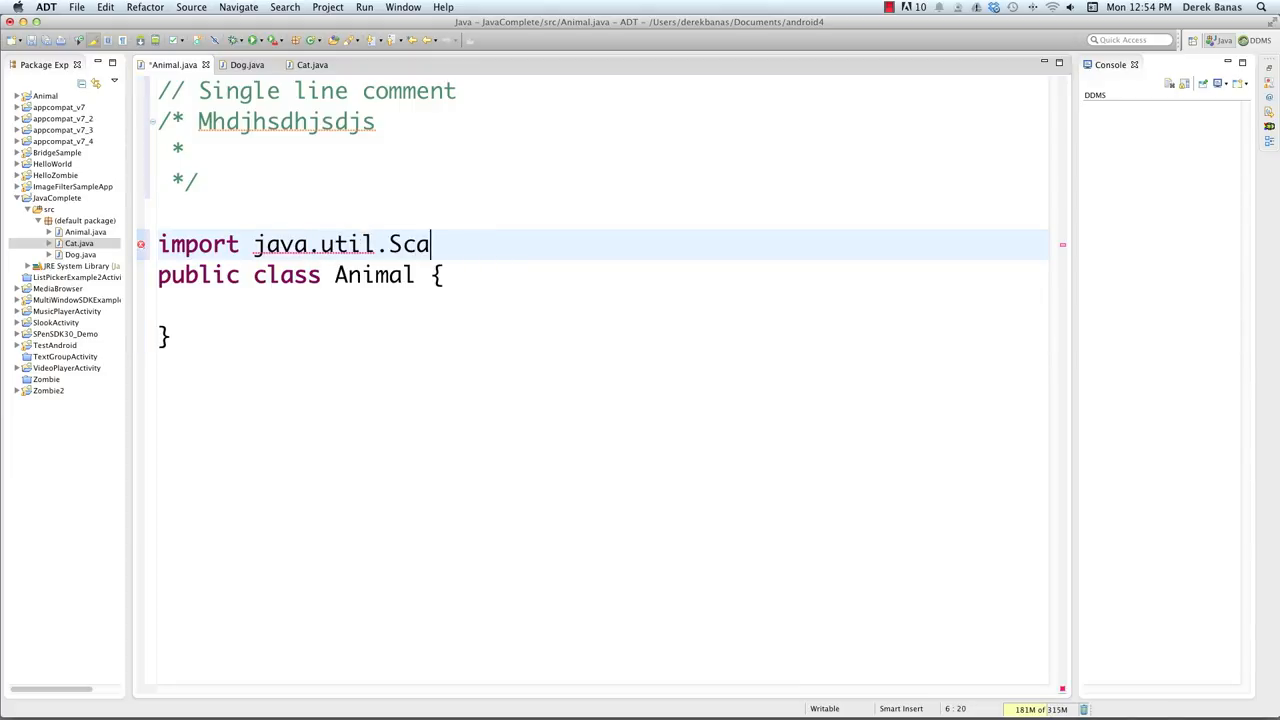 ADT File Edit Refactor Source Navigate Search Project Run Window Help 10 Mon 12:54 PM Derek Banas
Java - JavaComplete/src/Animal.java - ADT - /Users/derekbanas/Documents/android4
Quick Access Java DDMS
Package Exp
*Animal.java Dog.java Cat.java
Console
DDMS
Animal
appcompat_v7
appcompat_v7_2
appcompat_v7_3
appcompat_v7_4
BridgeSample
HelloWorld
HelloZombie
ImageFilterSampleApp
JavaComplete
src
(default package)
Animal.java
Cat.java
Dog.java
JRE System Library [Ja
ListPickerExample2Activi
MediaBrowser
MultiWindowSDKExample
MusicPlayerActivity
SlookActivity
SPenSDK30_Demo
TestAndroid
TextGroupActivity
VideoPlayerActivity
Zombie
Zombie2
// Single line comment
/* Mhdjhsdhjsdjs
*
*/
import java.util.Sca
public class Animal {
}
Writable Smart Insert 6 : 20 181M of 315M